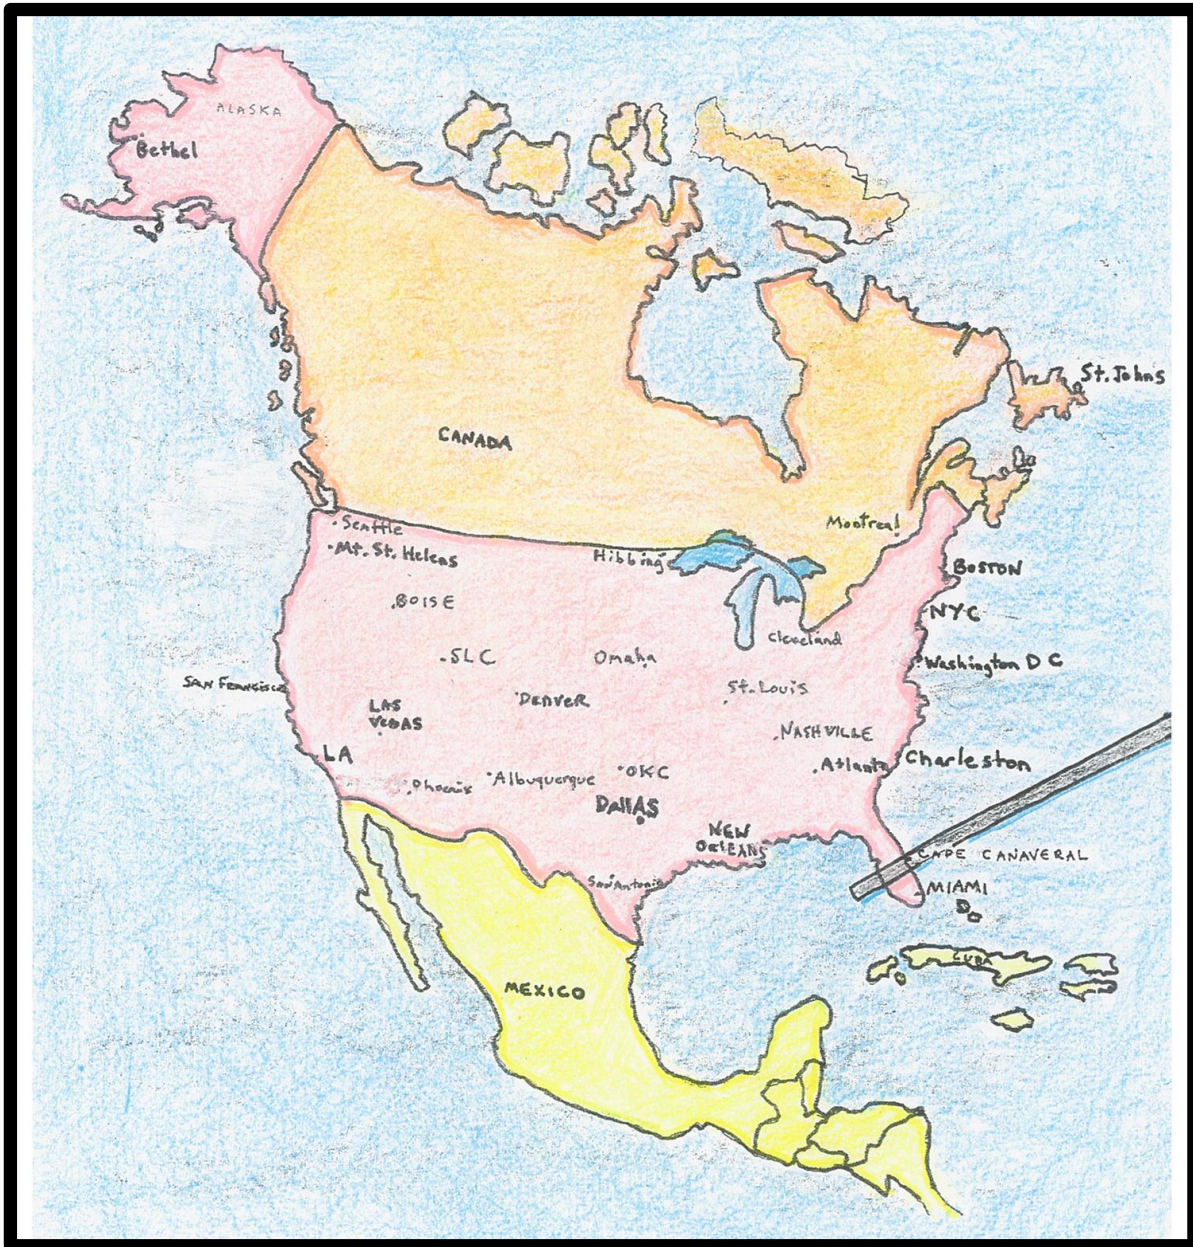 ALASKA
Bethel
St. Johns
CANADA
Montreal
Seattle
Mt. St. Helens
Hibbing
BOSTON
BOISE
NYC
Cleveland
SLC
Omaha
Washington D C
SAN FRANCISCO
St. Louis
DENVER
LAS
VEGAS
NASHVILLE
LA
Charleston
Atlanta
OKC
Albuquerque
Phoenix
DALLAS
NEW
ORLEANS
CAPE CANAVERAL
San Antonio
MIAMI
CUBA
MEXICO